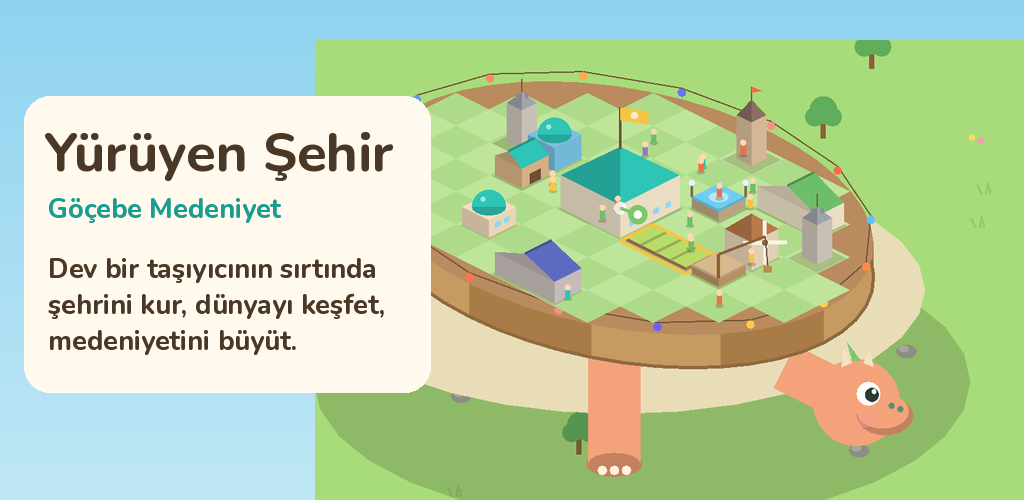 Yürüyen Şehir
Göçebe Medeniyet
Dev bir taşıyıcının sırtında
şehrini kur, dünyayı keşfet,
medeniyetini büyüt.